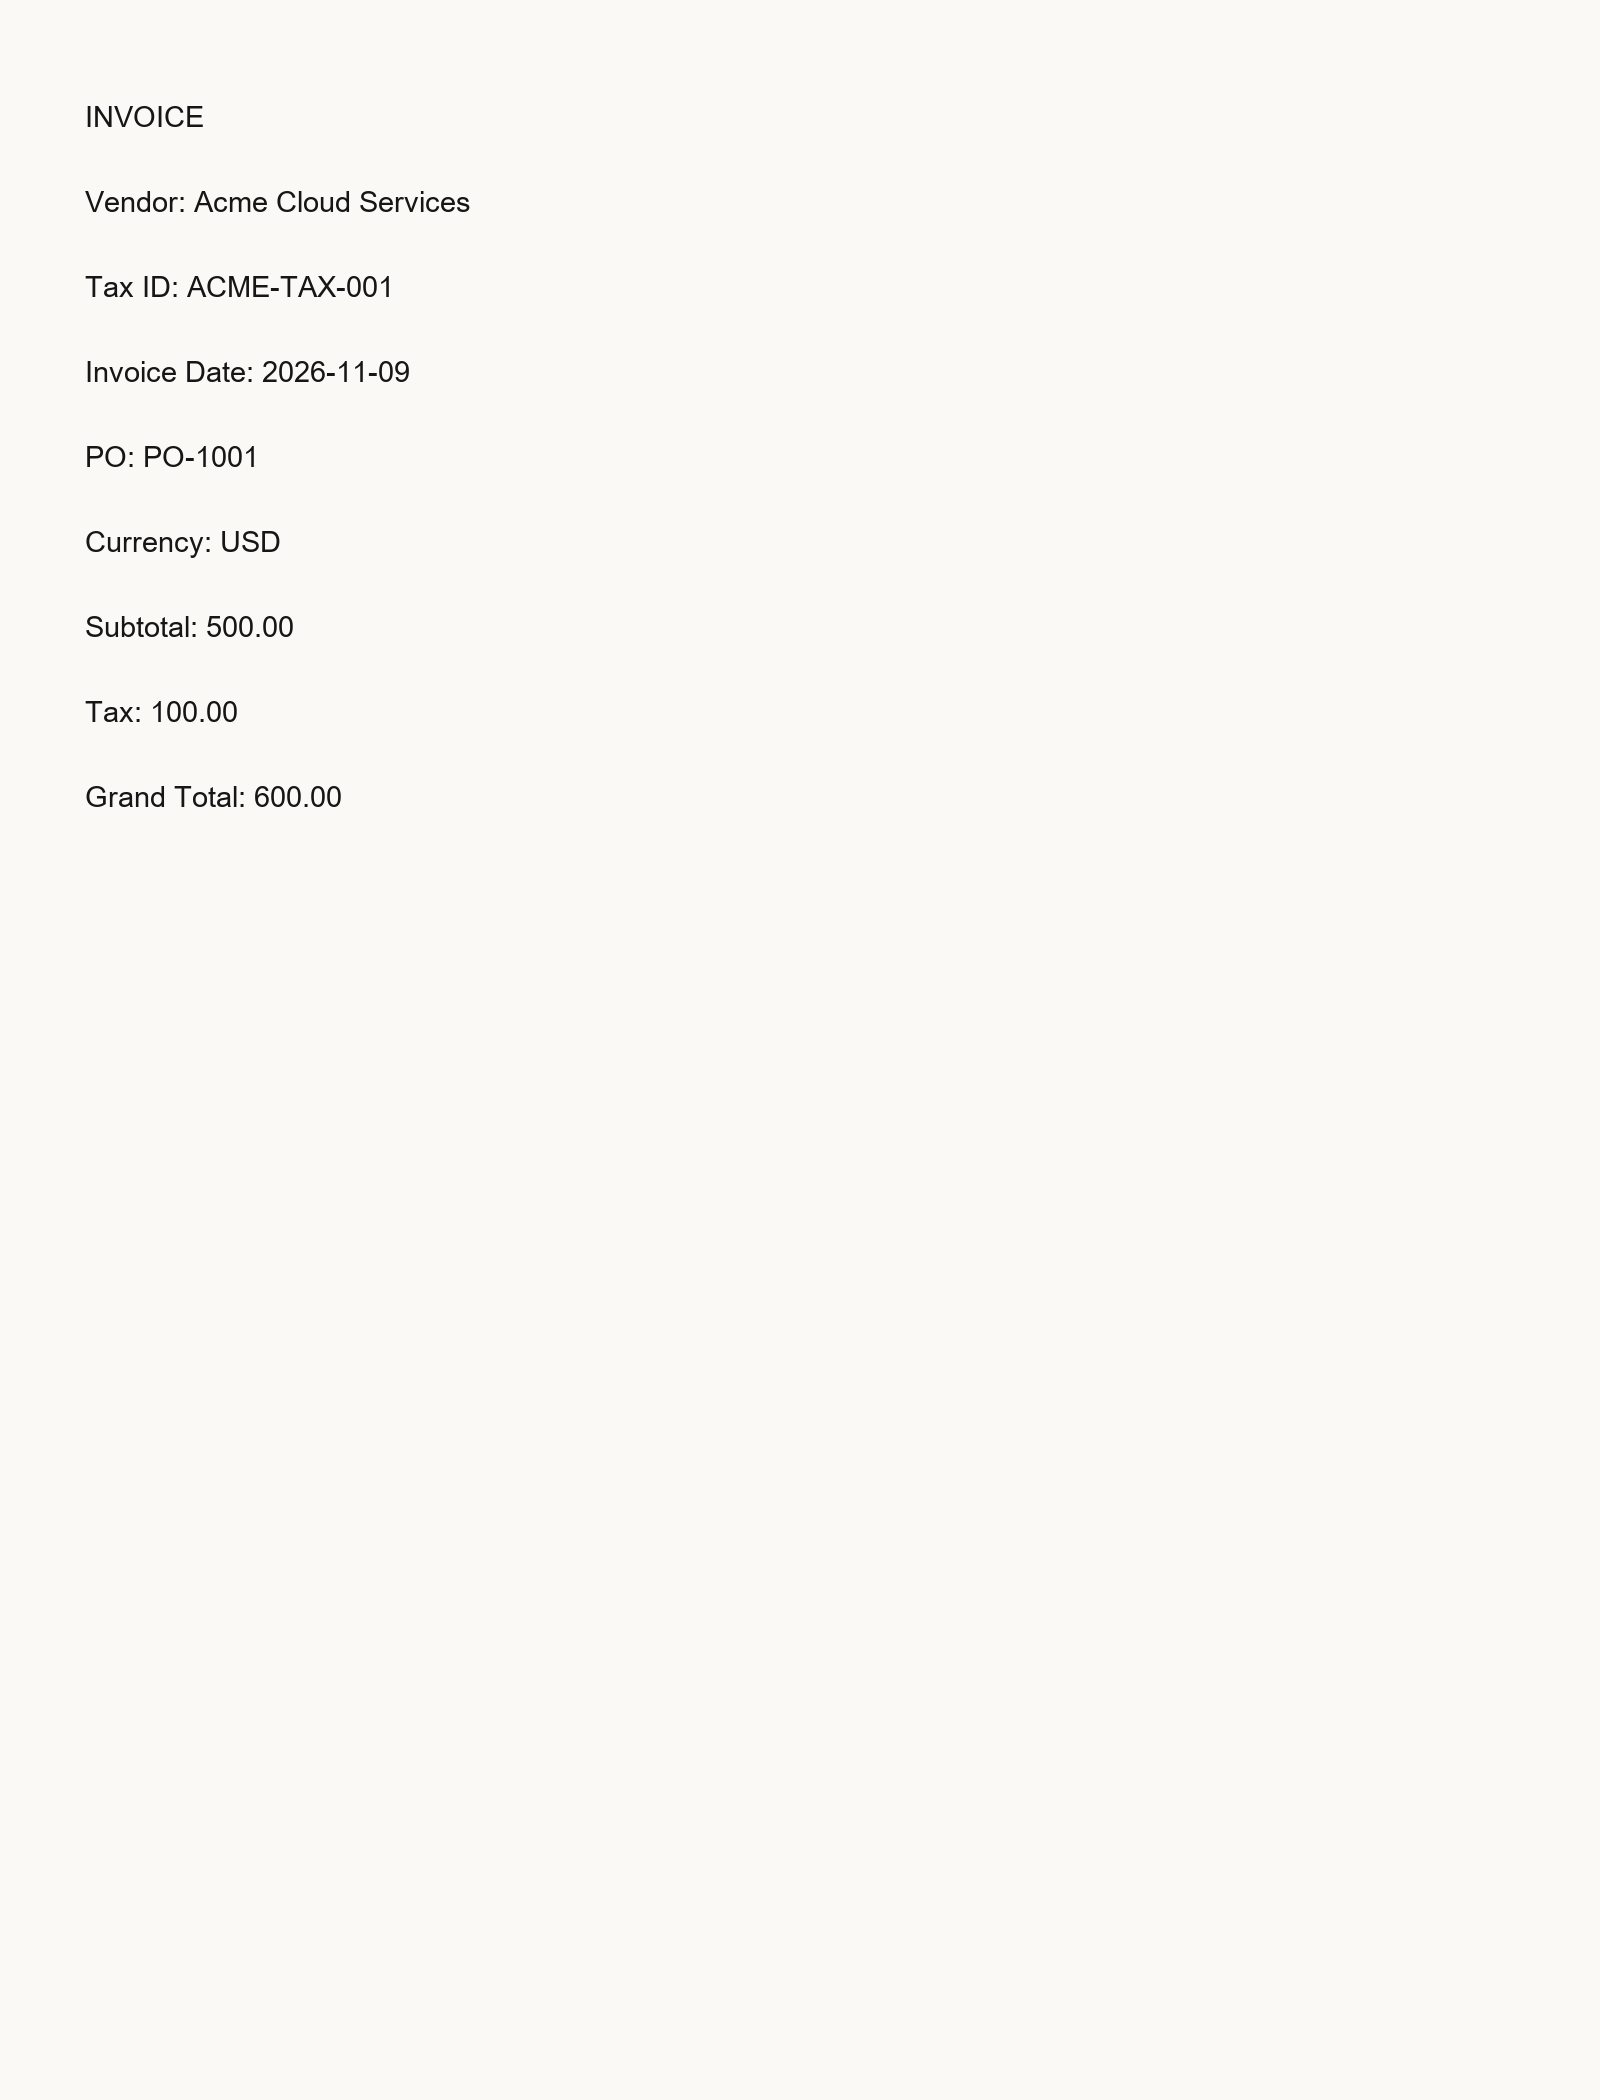 INVOICE
Vendor: Acme Cloud Services
Tax ID: ACME-TAX-001
Invoice Date: 2026-11-09
PO: PO-1001
Currency: USD
Subtotal: 500.00
Tax: 100.00
Grand Total: 600.00